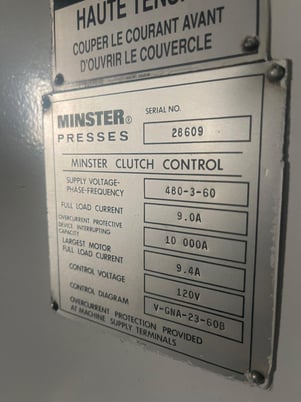 HAUTE TENSION
COUPER LE COURANT AVANT
D'OUVRIR LE COUVERCLE
MINSTER®
PRESSES
SERIAL NO.
28609
MINSTER CLUTCH CONTROL
SUPPLY VOLTAGE-
PHASE-FREQUENCY
480-3-60
FULL LOAD CURRENT
9.0A
OVERCURRENT PROTECTIVE
DEVICE INTERRUPTING
CAPACITY
10 000A
LARGEST MOTOR
FULL LOAD CURRENT
9.4A
CONTROL VOLTAGE
120V
CONTROL DIAGRAM
V-GNA-23-60B
OVERCURRENT PROTECTION PROVIDED
AT MACHINE SUPPLY TERMINALS